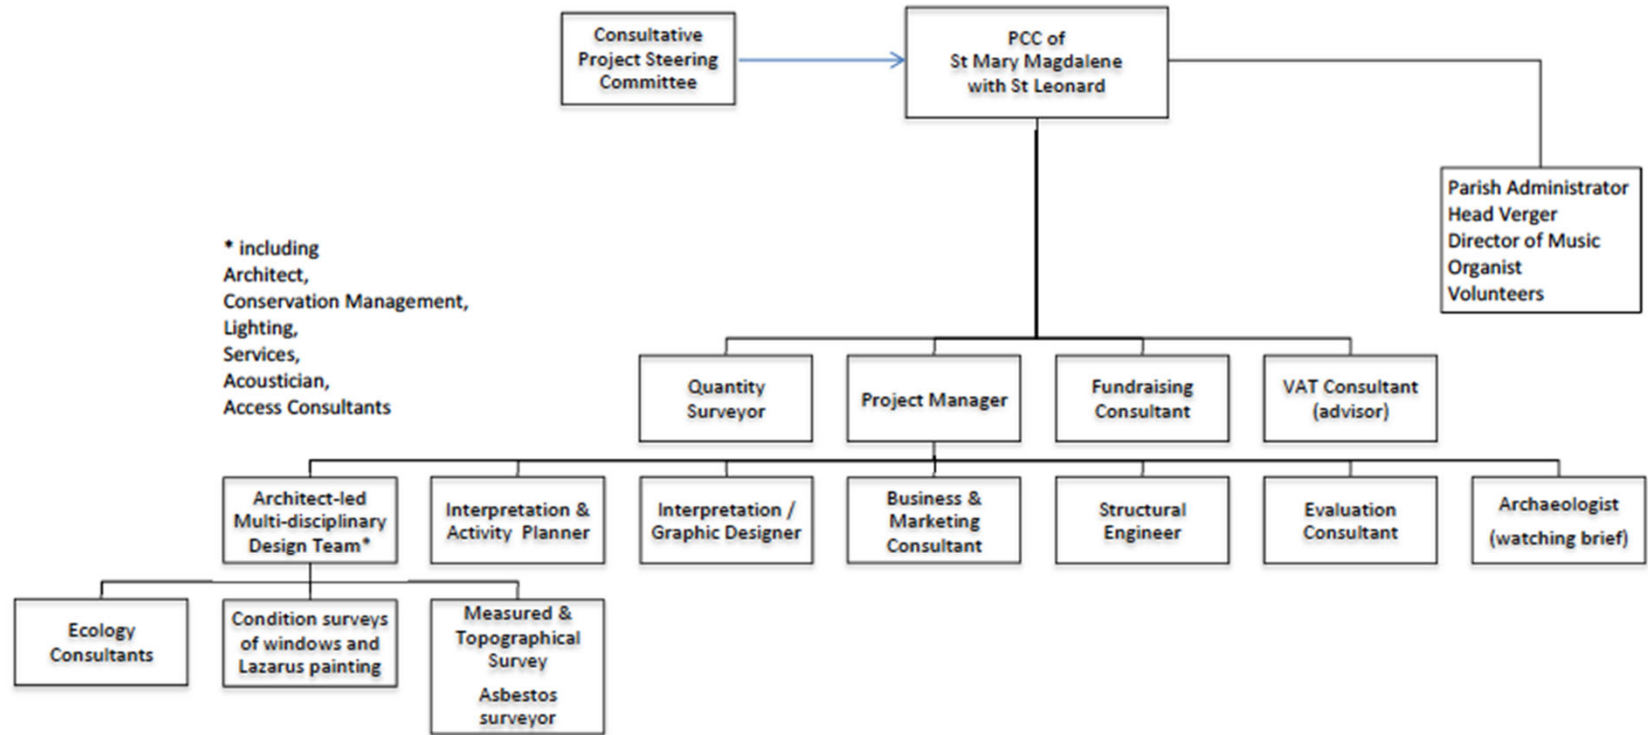 Consultative
Project Steering
Committee
PCC of
St Mary Magdalene
with St Leonard
Parish Administrator
Head Verger
Director of Music
Organist
Volunteers
* including
Architect,
Conservation Management,
Lighting,
Services,
Acoustician,
Access Consultants
Quantity
Surveyor
Project Manager
Fundraising
Consultant
VAT Consultant
(advisor)
Architect-led
Multi-disciplinary
Design Team*
Interpretation &
Activity Planner
Interpretation /
Graphic Designer
Business &
Marketing
Consultant
Structural
Engineer
Evaluation
Consultant
Archaeologist
(watching brief)
Ecology
Consultants
Condition surveys
of windows and
Lazarus painting
Measured &
Topographical
Survey
Asbestos
surveyor